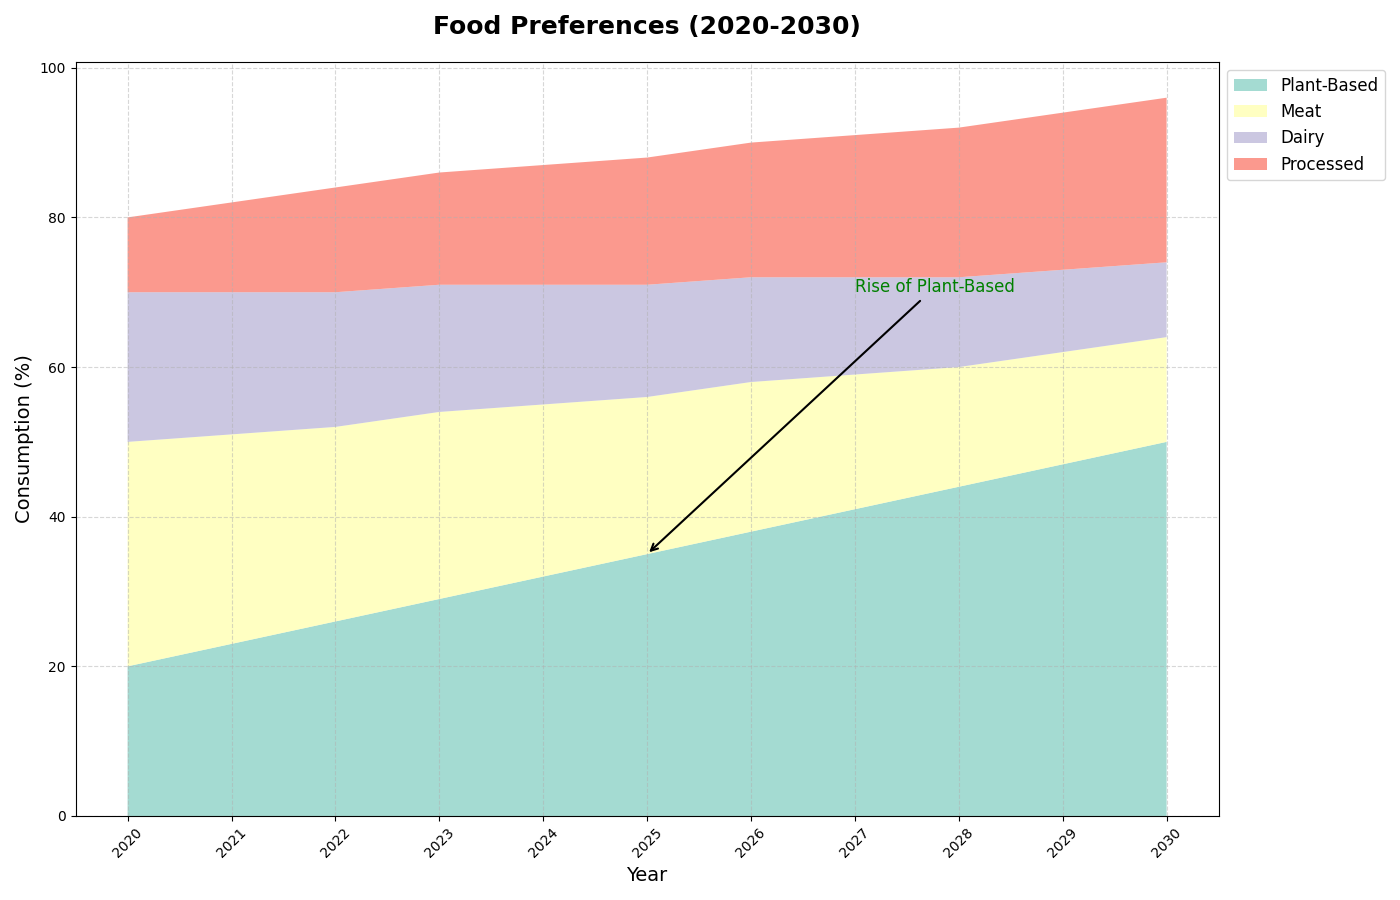 Food Preferences (2020-2030)
100
80
60
40
20
0
Consumption (%)
Rise of Plant-Based
2020
2021
2022
2023
2024
2025
2026
2027
2028
2029
2030
Year
Plant-Based
Meat
Dairy
Processed